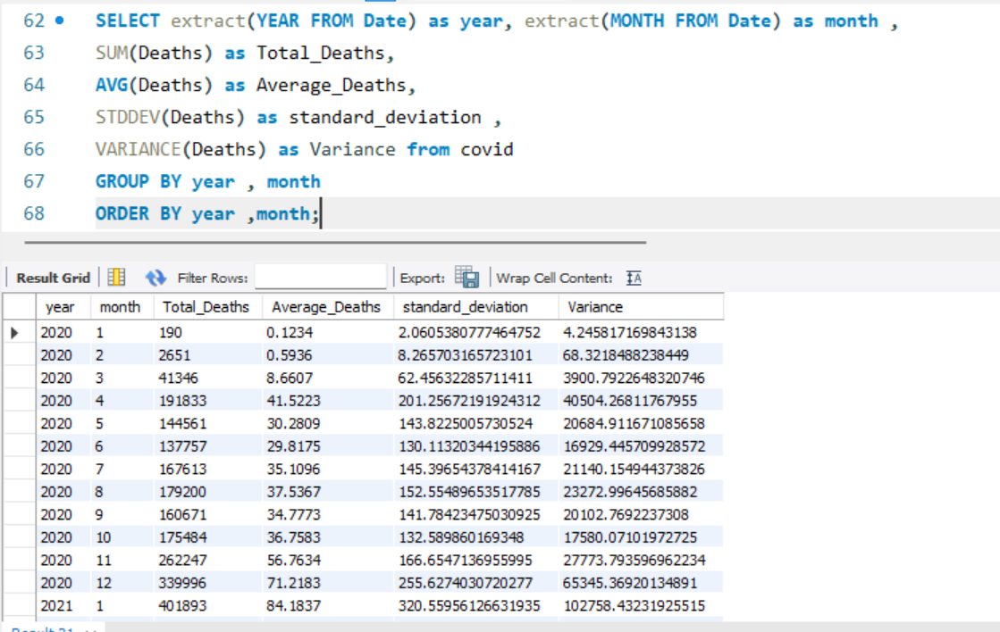 62 SELECT extract(YEAR FROM Date) as year, extract(MONTH FROM Date) as month ,
63 SUM(Deaths) as Total_Deaths,
64 AVG(Deaths) as Average_Deaths,
65 STDDEV(Deaths) as standard_deviation ,
66 VARIANCE(Deaths) as Variance from covid
67 GROUP BY year , month
68 ORDER BY year ,month;
Result Grid Filter Rows: Export: Wrap Cell Content: IA
year month Total_Deaths Average_Deaths standard_deviation Variance
2020 1 190 0.1234 2.0605380777464752 4.245817169843138
2020 2 2651 0.5936 8.265703165723101 68.3218488238449
2020 3 41346 8.6607 62.45632285711411 3900.7922648320746
2020 4 191833 41.5223 201.25672191924312 40504.26811767955
2020 5 144561 30.2809 143.8225005730524 20684.911671085658
2020 6 137757 29.8175 130.11320344195886 16929.445709928572
2020 7 167613 35.1096 145.39654378414167 21140.154944373826
2020 8 179200 37.5367 152.55489653517785 23272.99645685882
2020 9 160671 34.7773 141.78423475030925 20102.7692237308
2020 10 175484 36.7583 132.589860169348 17580.07101972725
2020 11 262247 56.7634 166.6547136955995 27773.793596962234
2020 12 339996 71.2183 255.6274030720277 65345.36920134891
2021 1 401893 84.1837 320.55956126631935 102758.43231925515